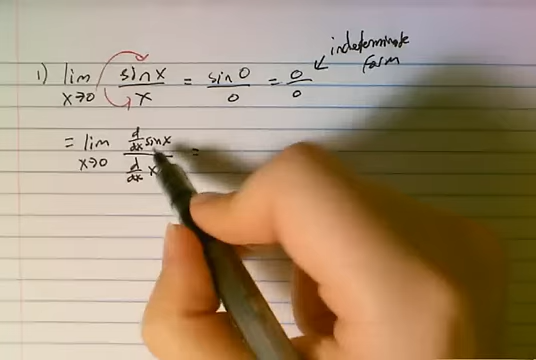 indeterminate form
1) lim x→0 sin x / x = sin 0 / 0 = 0 / 0
= lim x→0 d/dx sin x / d/dx x =